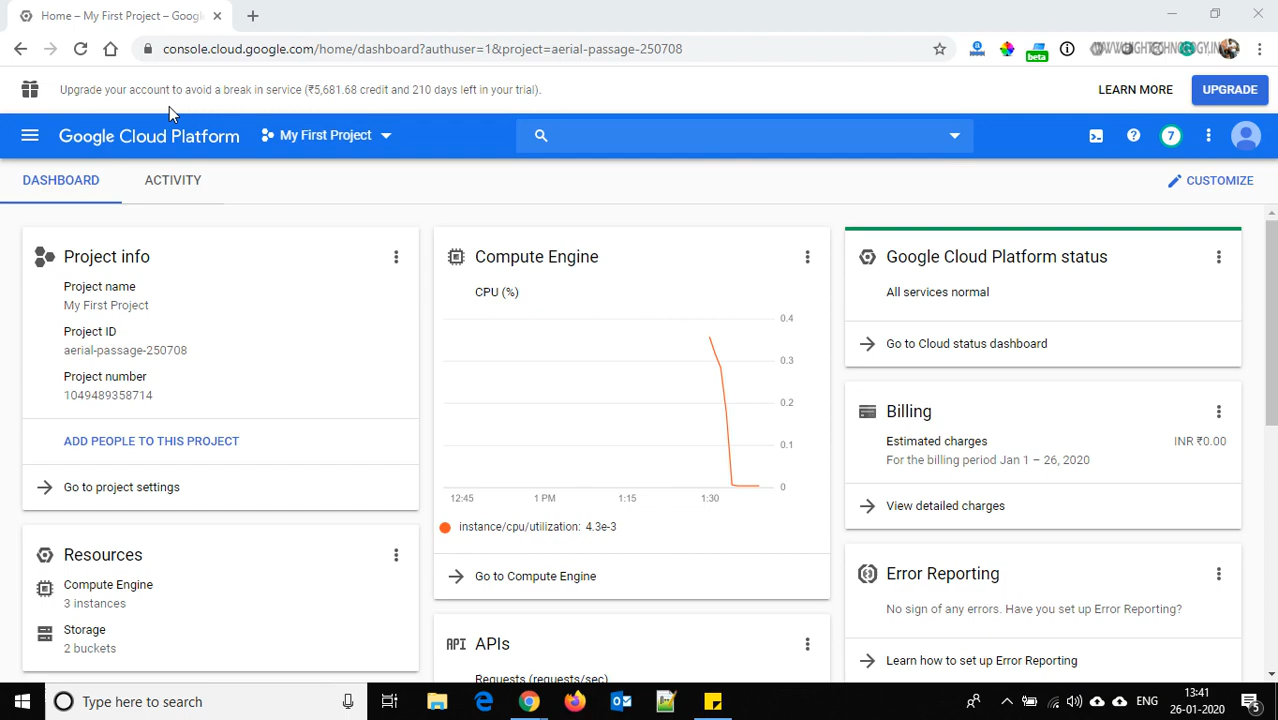 Home – My First Project – Googl
console.cloud.google.com/home/dashboard?authuser=1&project=aerial-passage-250708
beta
Upgrade your account to avoid a break in service (₹5,681.68 credit and 210 days left in your trial).
LEARN MORE
UPGRADE
Google Cloud Platform
My First Project
7
DASHBOARD
ACTIVITY
CUSTOMIZE
Project info
Project name
My First Project
Project ID
aerial-passage-250708
Project number
1049489358714
ADD PEOPLE TO THIS PROJECT
Go to project settings
Resources
Compute Engine
3 instances
Storage
2 buckets
Compute Engine
CPU (%)
0.4
0.3
0.2
0.1
0
12:45
1 PM
1:15
1:30
instance/cpu/utilization: 4.3e-3
Go to Compute Engine
API APIs
Requests (requests/sec)
Google Cloud Platform status
All services normal
Go to Cloud status dashboard
Billing
Estimated charges
INR ₹0.00
For the billing period Jan 1 – 26, 2020
View detailed charges
Error Reporting
No sign of any errors. Have you set up Error Reporting?
Learn how to set up Error Reporting
Type here to search
ENG
13:41
26-01-2020
5